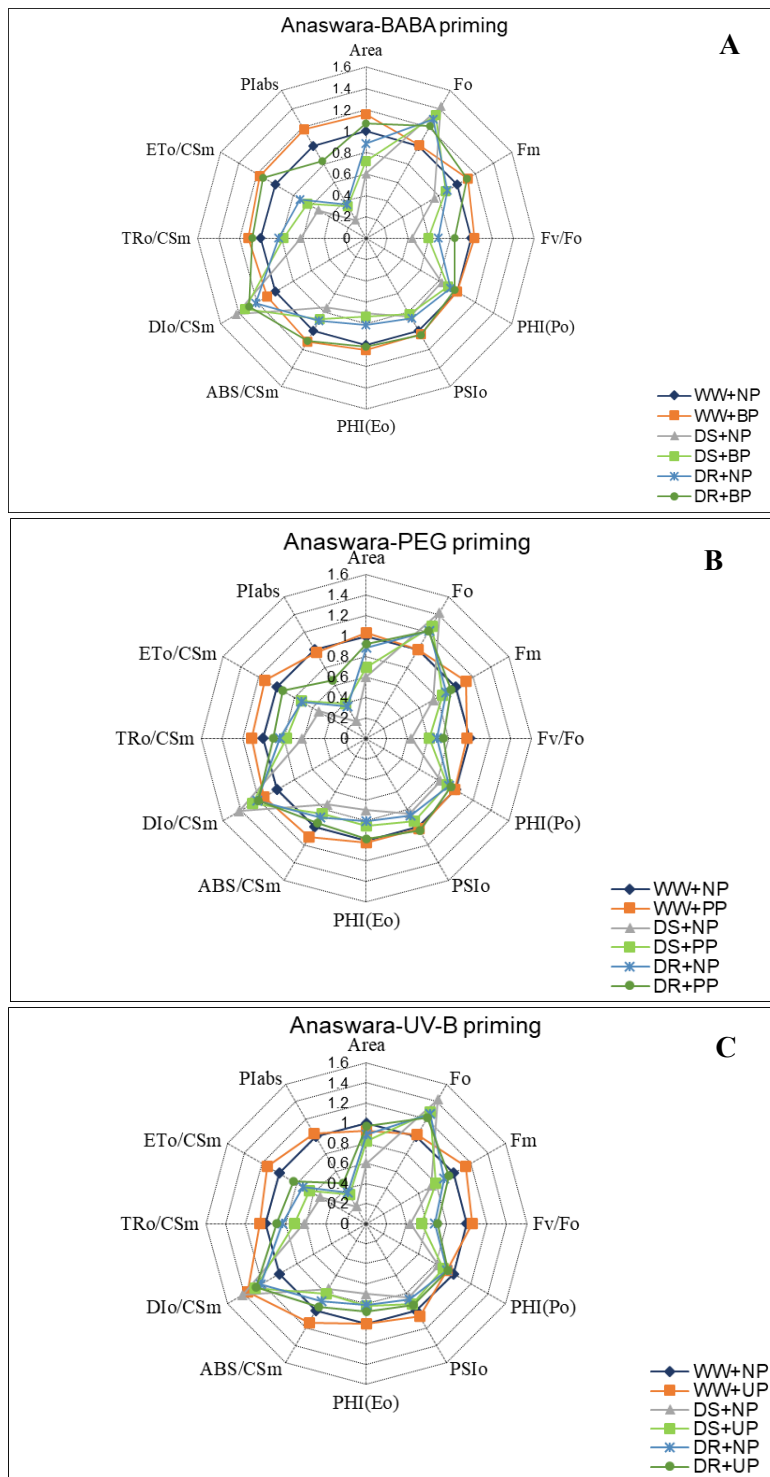 Anaswara-BABA priming
A
Area
1.6
1.4
1.2
1
0.8
0.6
0.4
0.2
0
Fo
Fm
Fv/Fo
PHI(Po)
PSIo
PHI(Eo)
ABS/CSm
DIo/CSm
TRo/CSm
ETo/CSm
PIabs
WW+NP
WW+BP
DS+NP
DS+BP
DR+NP
DR+BP
Anaswara-PEG priming
B
Area
1.6
1.4
1.2
1
0.8
0.6
0.4
0.2
0
Fo
Fm
Fv/Fo
PHI(Po)
PSIo
PHI(Eo)
ABS/CSm
DIo/CSm
TRo/CSm
ETo/CSm
PIabs
WW+NP
WW+PP
DS+NP
DS+PP
DR+NP
DR+PP
Anaswara-UV-B priming
C
Area
1.6
1.4
1.2
1
0.8
0.6
0.4
0.2
0
Fo
Fm
Fv/Fo
PHI(Po)
PSIo
PHI(Eo)
ABS/CSm
DIo/CSm
TRo/CSm
ETo/CSm
PIabs
WW+NP
WW+UP
DS+NP
DS+UP
DR+NP
DR+UP